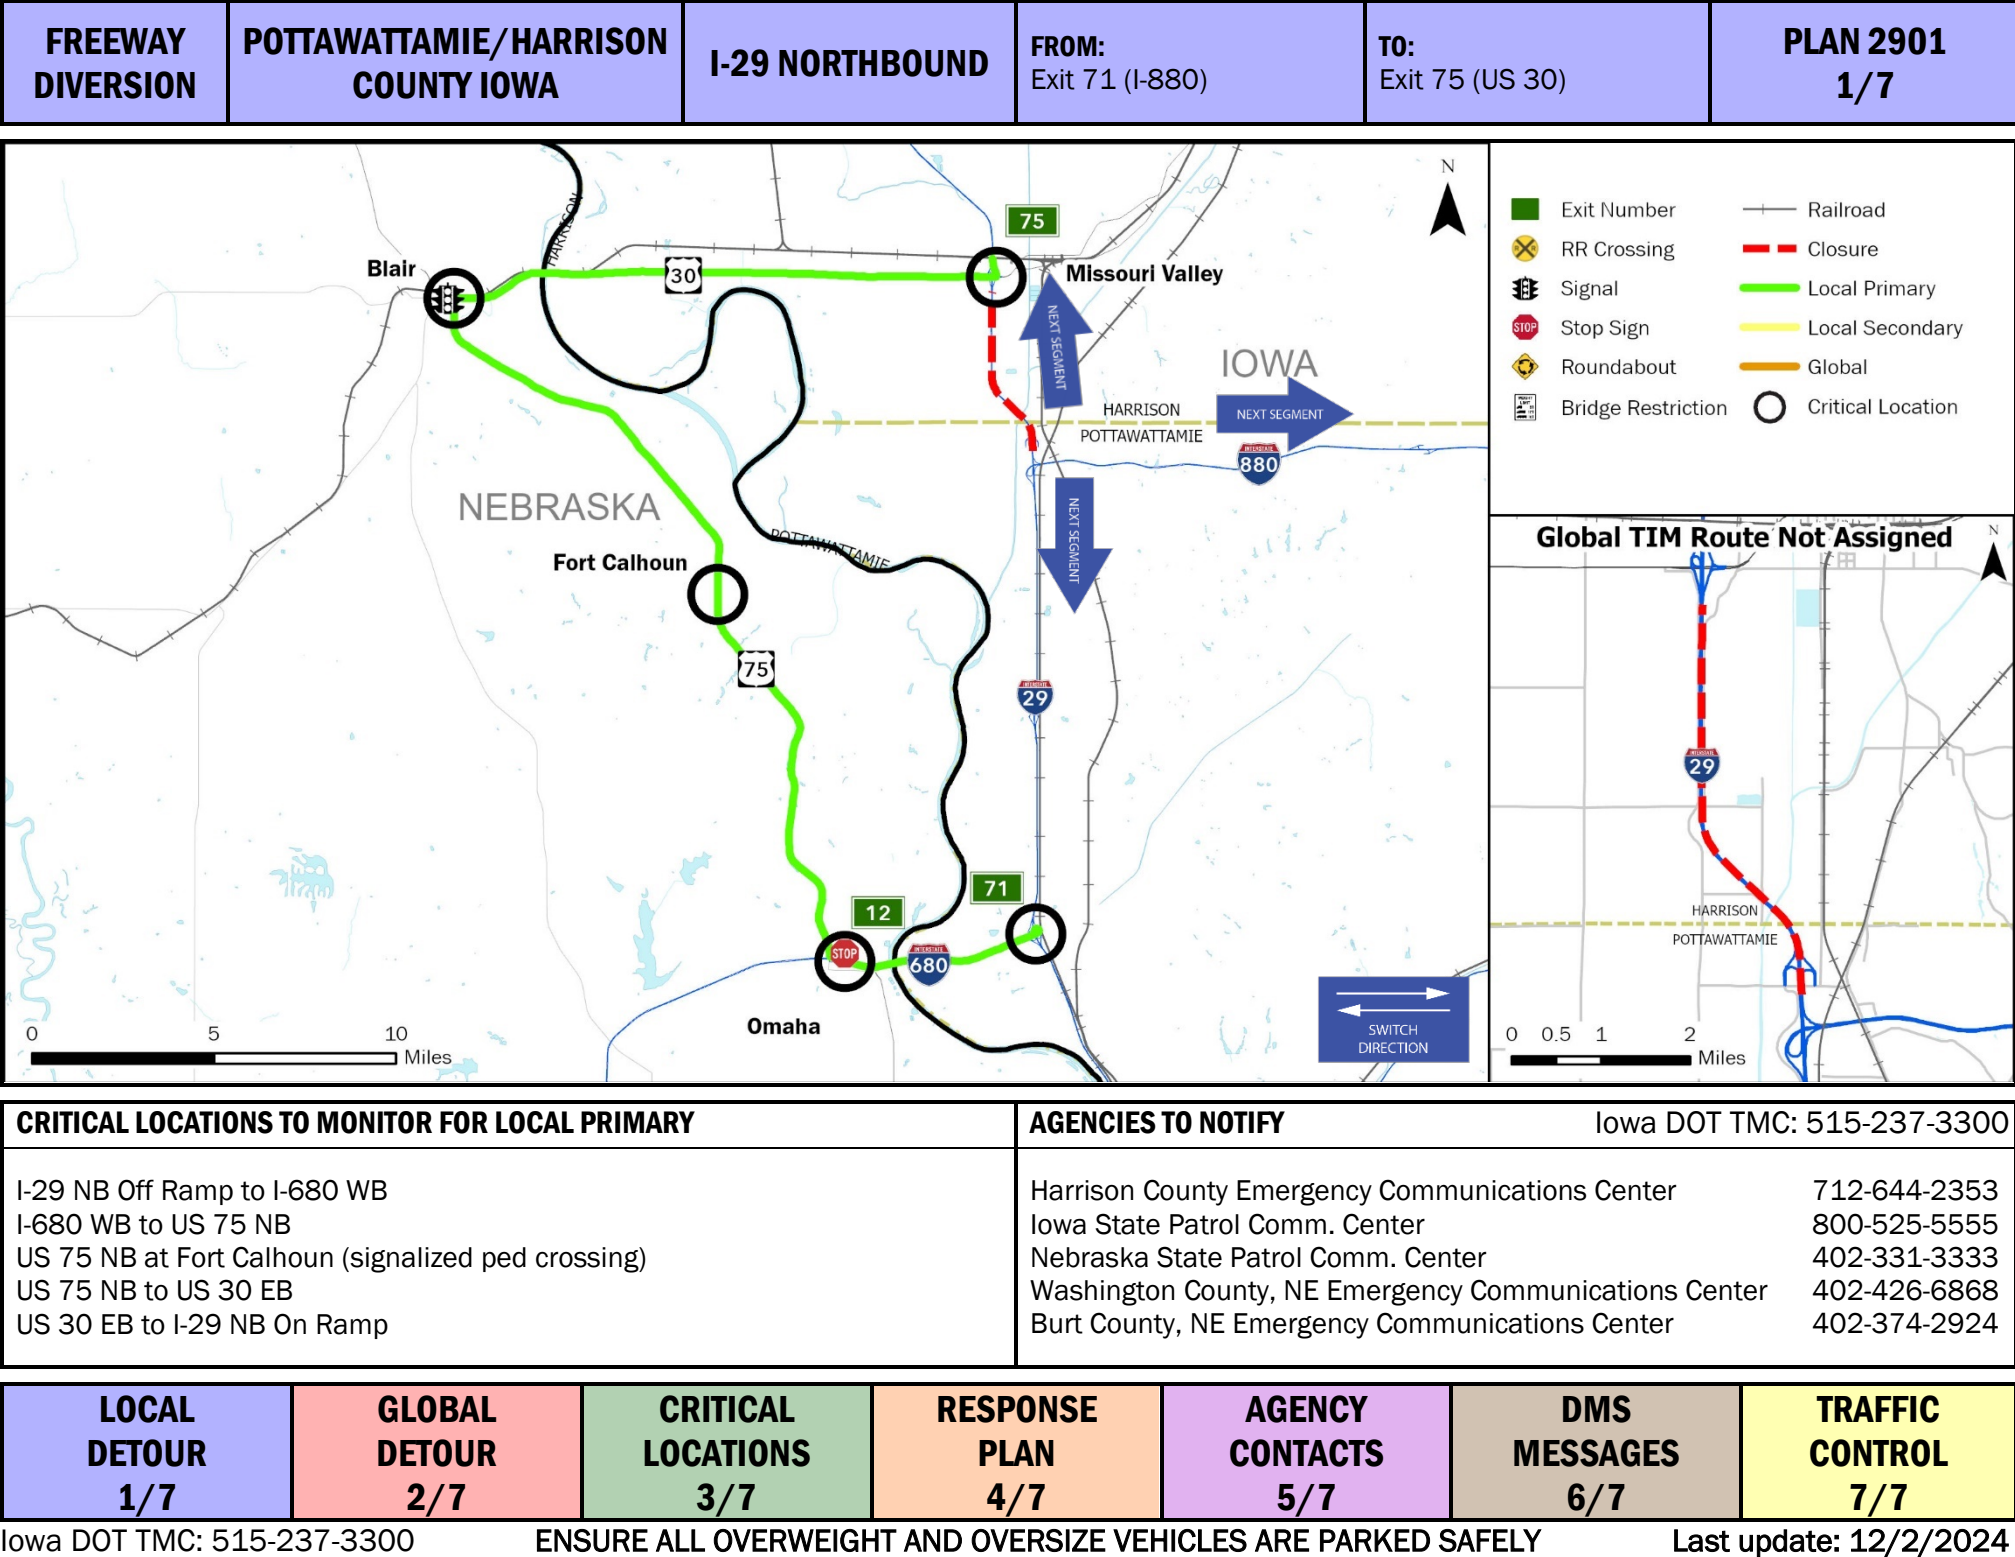 FREEWAY
DIVERSION
POTTAWATTAMIE/HARRISON
COUNTY IOWA
I-29 NORTHBOUND
FROM:
Exit 71 (I-880)
TO:
Exit 75 (US 30)
PLAN 2901
1/7
N
75
HARRISON
Blair
30
Missouri Valley
NEXT SEGMENT
IOWA
HARRISON
NEXT SEGMENT
POTTAWATTAMIE
INTERSTATE
880
NEBRASKA
NEXT SEGMENT
POTTAWATTAMIE
Fort Calhoun
75
INTERSTATE
29
71
12
STOP
INTERSTATE
680
Omaha
0 5 10
Miles
SWITCH
DIRECTION
Exit Number
Railroad
RR Crossing
Closure
Signal
Local Primary
STOP
Stop Sign
Local Secondary
Roundabout
Global
Bridge Restriction
Critical Location
Global TIM Route Not Assigned
N
INTERSTATE
29
HARRISON
POTTAWATTAMIE
0 0.5 1 2
Miles
CRITICAL LOCATIONS TO MONITOR FOR LOCAL PRIMARY
I-29 NB Off Ramp to I-680 WB
I-680 WB to US 75 NB
US 75 NB at Fort Calhoun (signalized ped crossing)
US 75 NB to US 30 EB
US 30 EB to I-29 NB On Ramp
AGENCIES TO NOTIFY Iowa DOT TMC: 515-237-3300
Harrison County Emergency Communications Center 712-644-2353
Iowa State Patrol Comm. Center 800-525-5555
Nebraska State Patrol Comm. Center 402-331-3333
Washington County, NE Emergency Communications Center 402-426-6868
Burt County, NE Emergency Communications Center 402-374-2924
LOCAL
DETOUR
1/7
GLOBAL
DETOUR
2/7
CRITICAL
LOCATIONS
3/7
RESPONSE
PLAN
4/7
AGENCY
CONTACTS
5/7
DMS
MESSAGES
6/7
TRAFFIC
CONTROL
7/7
Iowa DOT TMC: 515-237-3300 ENSURE ALL OVERWEIGHT AND OVERSIZE VEHICLES ARE PARKED SAFELY Last update: 12/2/2024